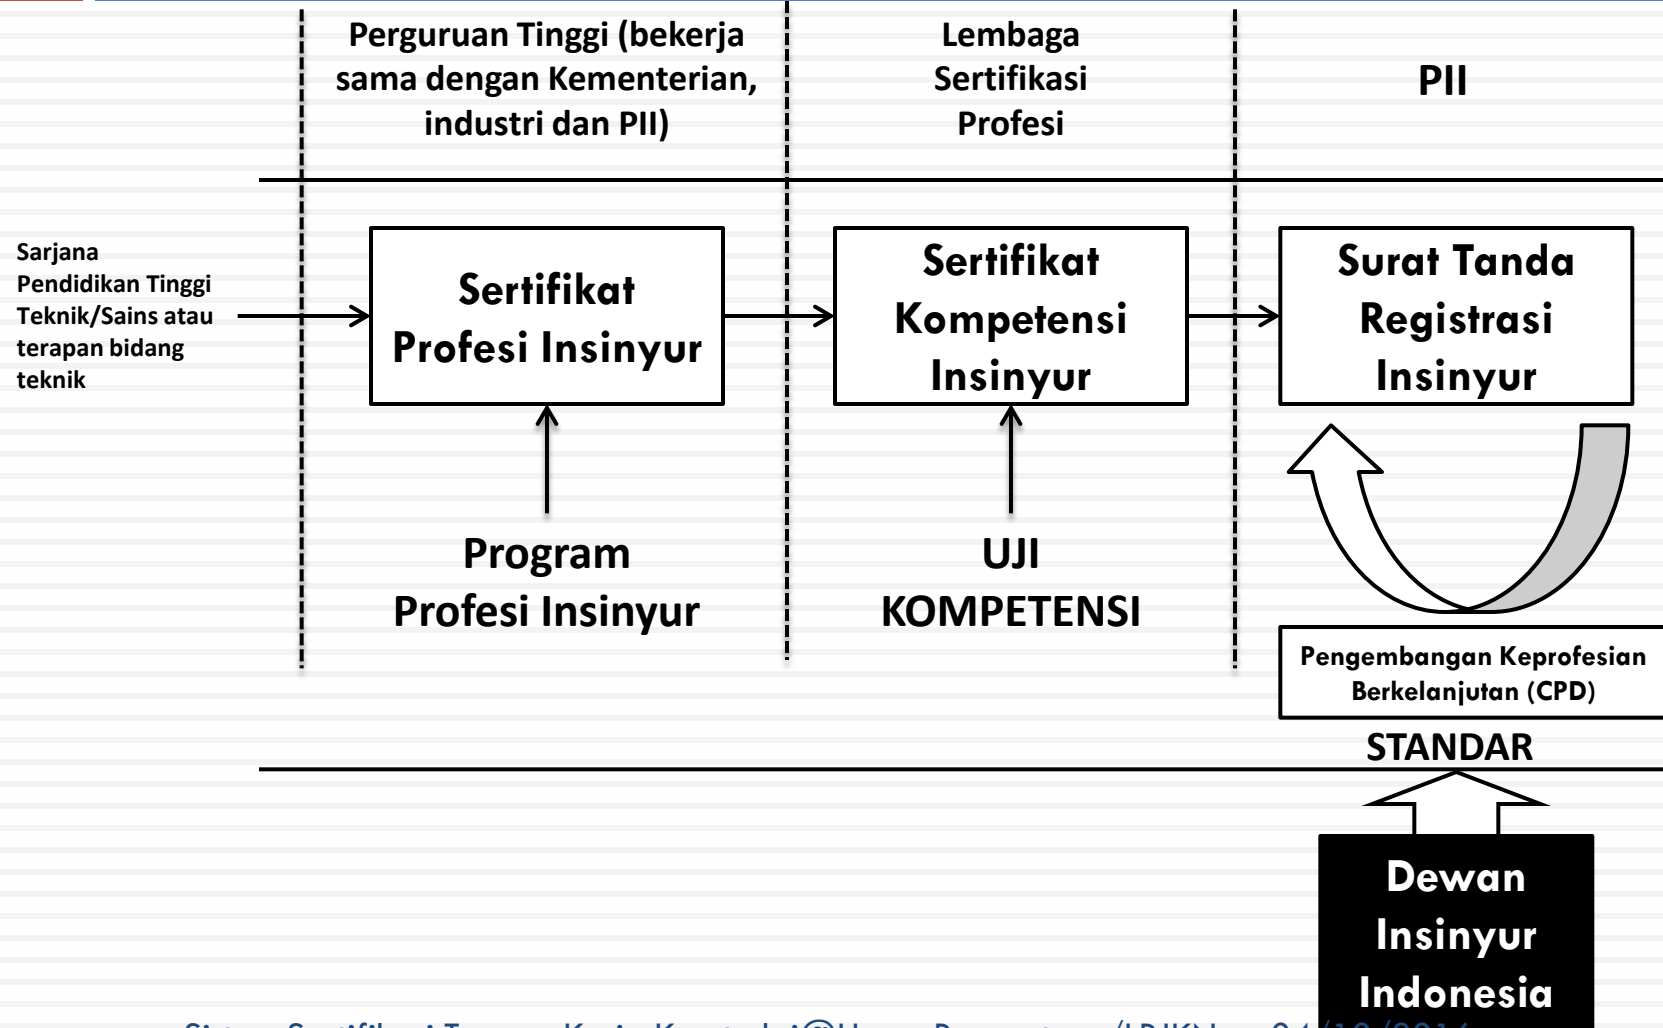 Perguruan Tinggi (bekerja
sama dengan Kementerian,
industri dan PII)
Lembaga
Sertifikasi
Profesi
PII
Sarjana
Pendidikan Tinggi
Teknik/Sains atau
terapan bidang
teknik
Sertifikat
Profesi Insinyur
Sertifikat
Kompetensi
Insinyur
Surat Tanda
Registrasi
Insinyur
Program
Profesi Insinyur
UJI
KOMPETENSI
Pengembangan Keprofesian
Berkelanjutan (CPD)
STANDAR
Dewan
Insinyur
Indonesia